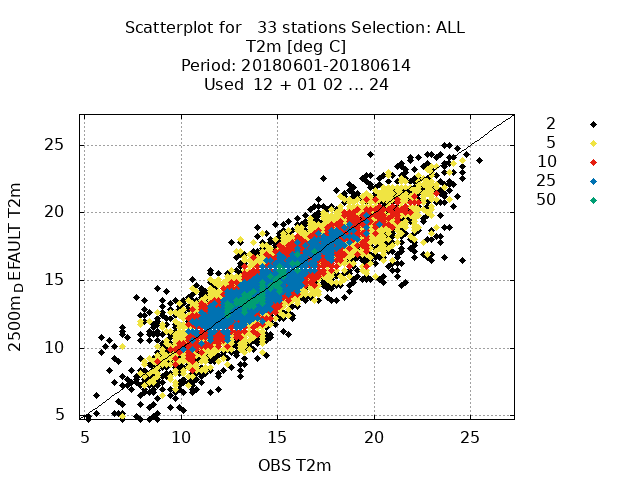 Scatterplot for   33 stations Selection: ALL
T2m [deg C]
Period: 20180601-20180614
Used  12 + 01 02 ... 24
2
5
10
25
50
25
20
15
10
5
2500m_DEFAULT T2m
5 10 15 20 25
OBS T2m